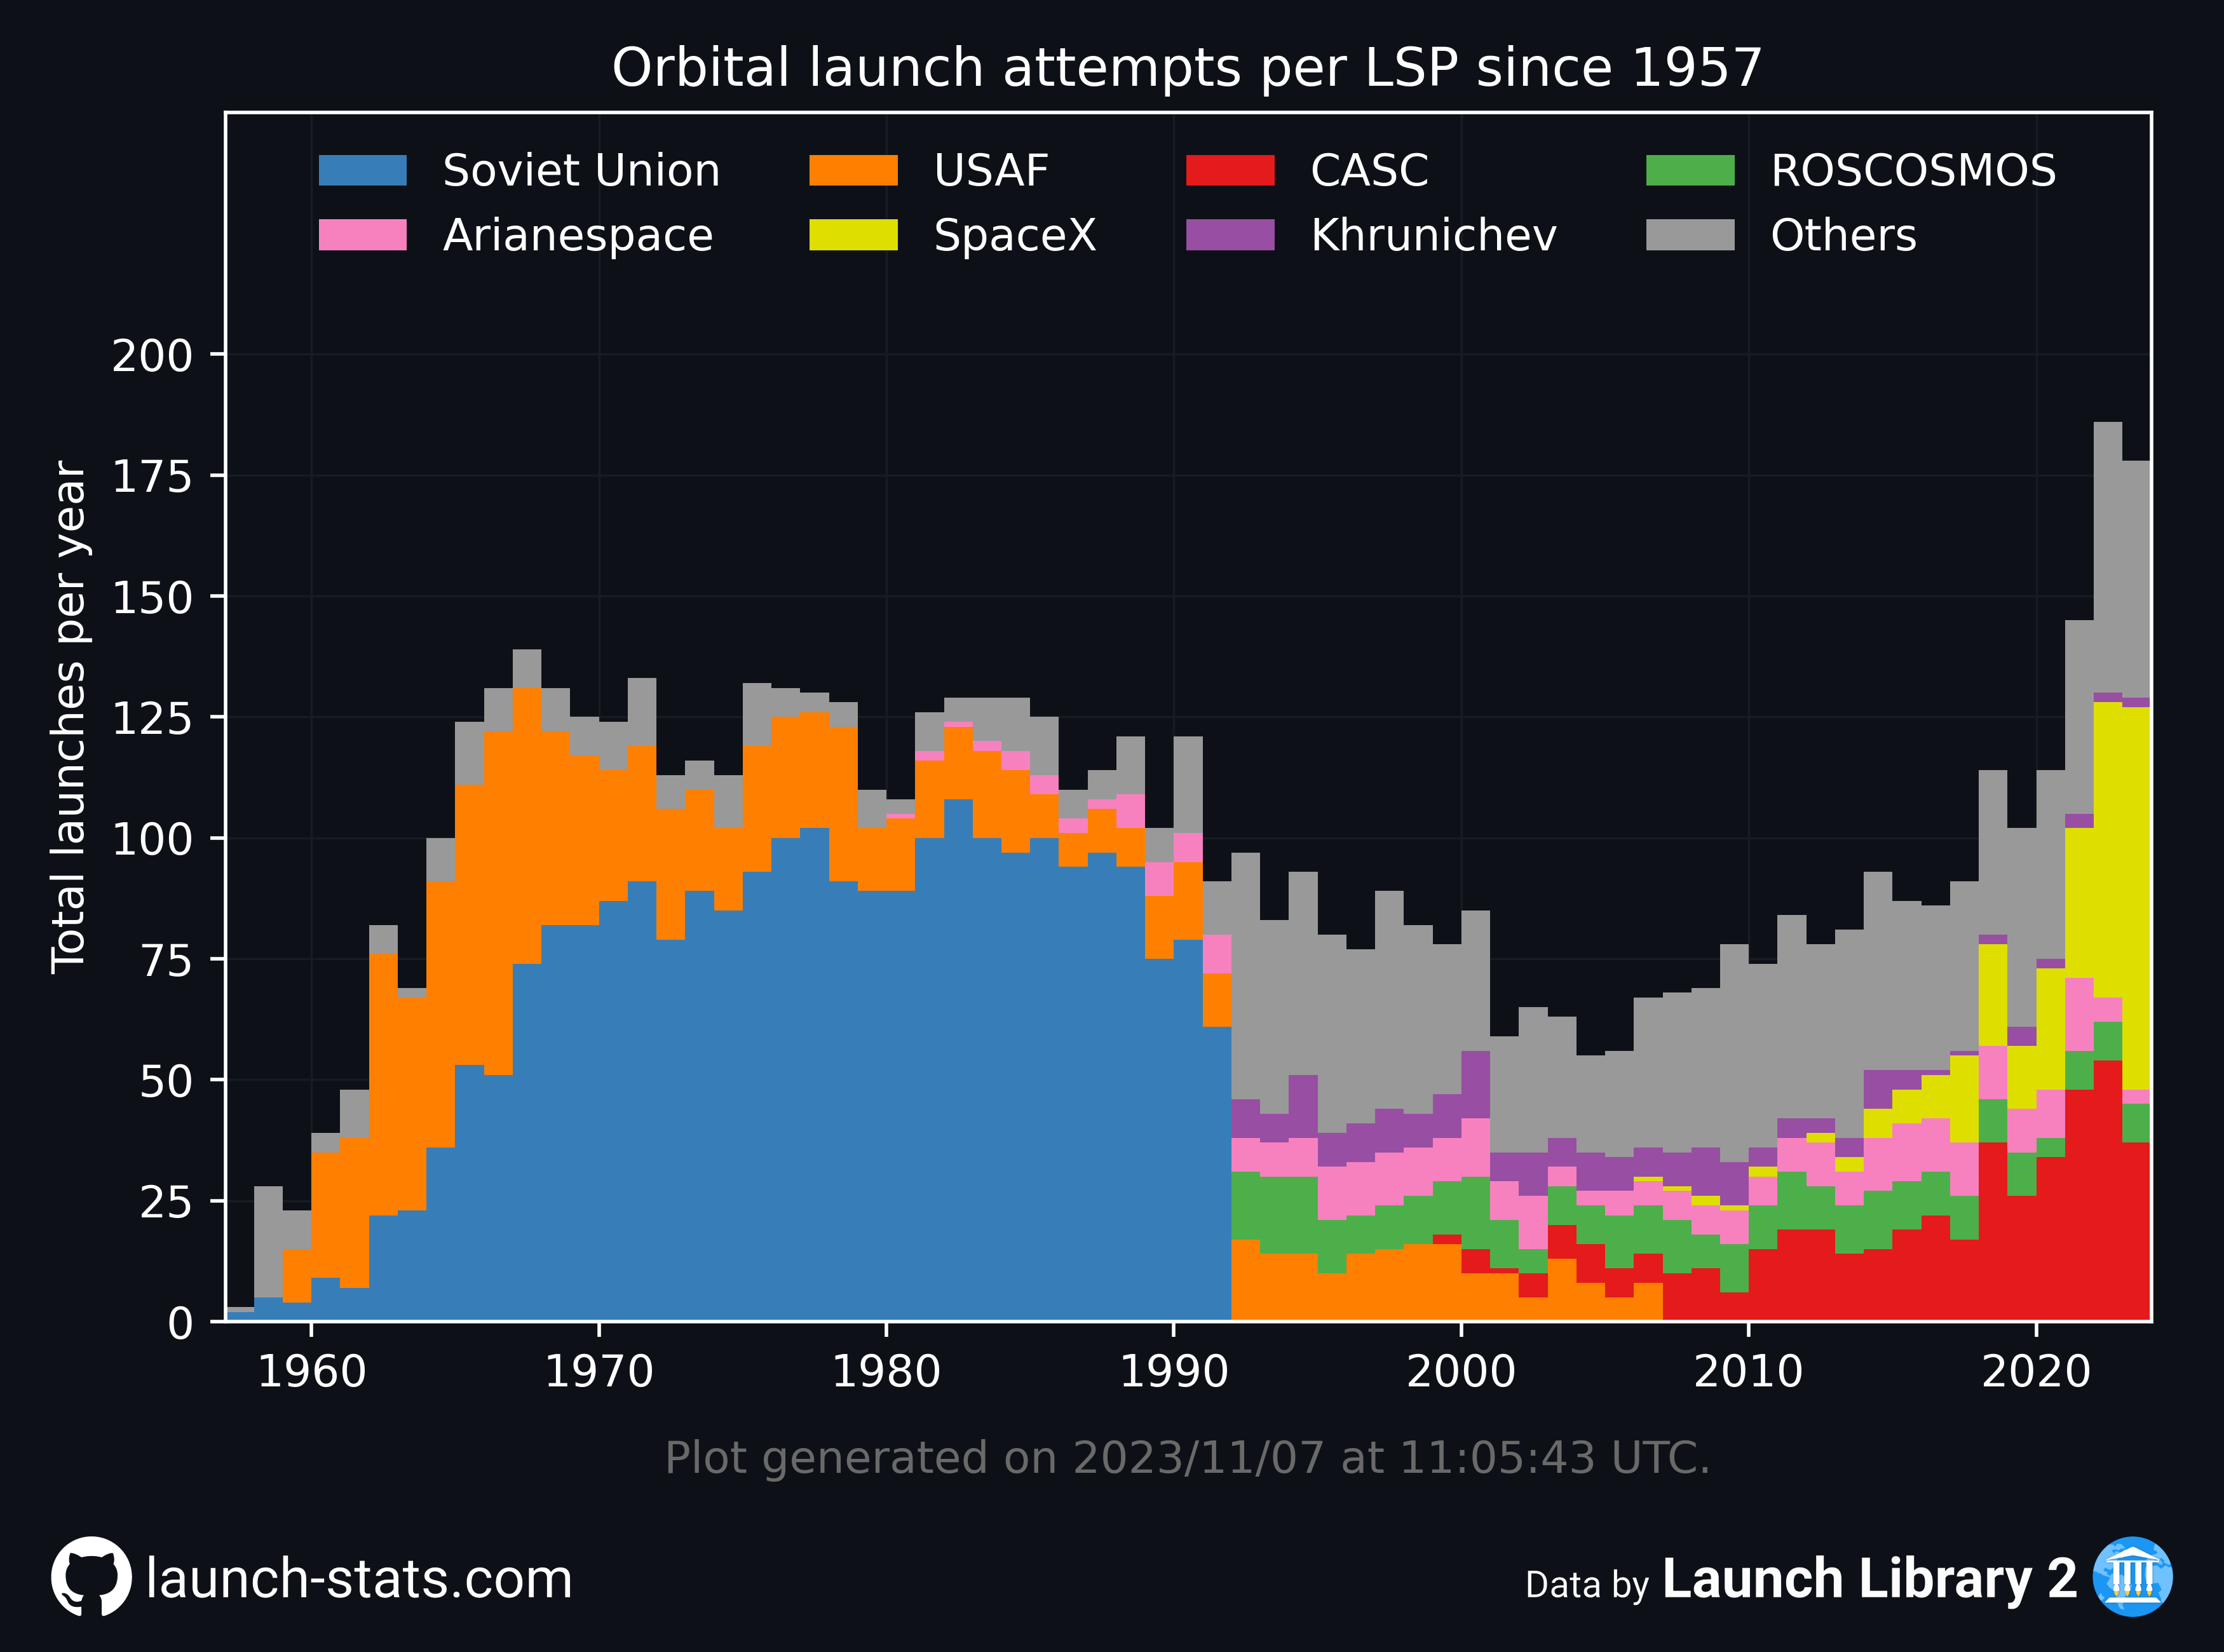 Orbital launch attempts per LSP since 1957
Soviet Union USAF CASC ROSCOSMOS
Arianespace SpaceX Khrunichev Others
Total launches per year
200
175
150
125
100
75
50
25
0
1960 1970 1980 1990 2000 2010 2020
Plot generated on 2023/11/07 at 11:05:43 UTC.
launch-stats.com
Data by Launch Library 2